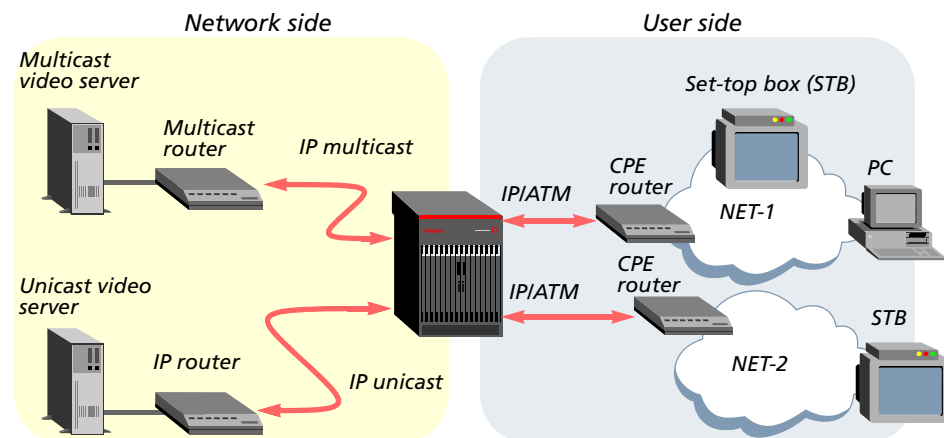 Network side
User side
Multicast
video server
Set-top box (STB)
Multicast
router
IP multicast
CPE
router
PC
IP/ATM
NET-1
CPE
router
Unicast video
server
IP/ATM
STB
IP router
IP unicast
NET-2